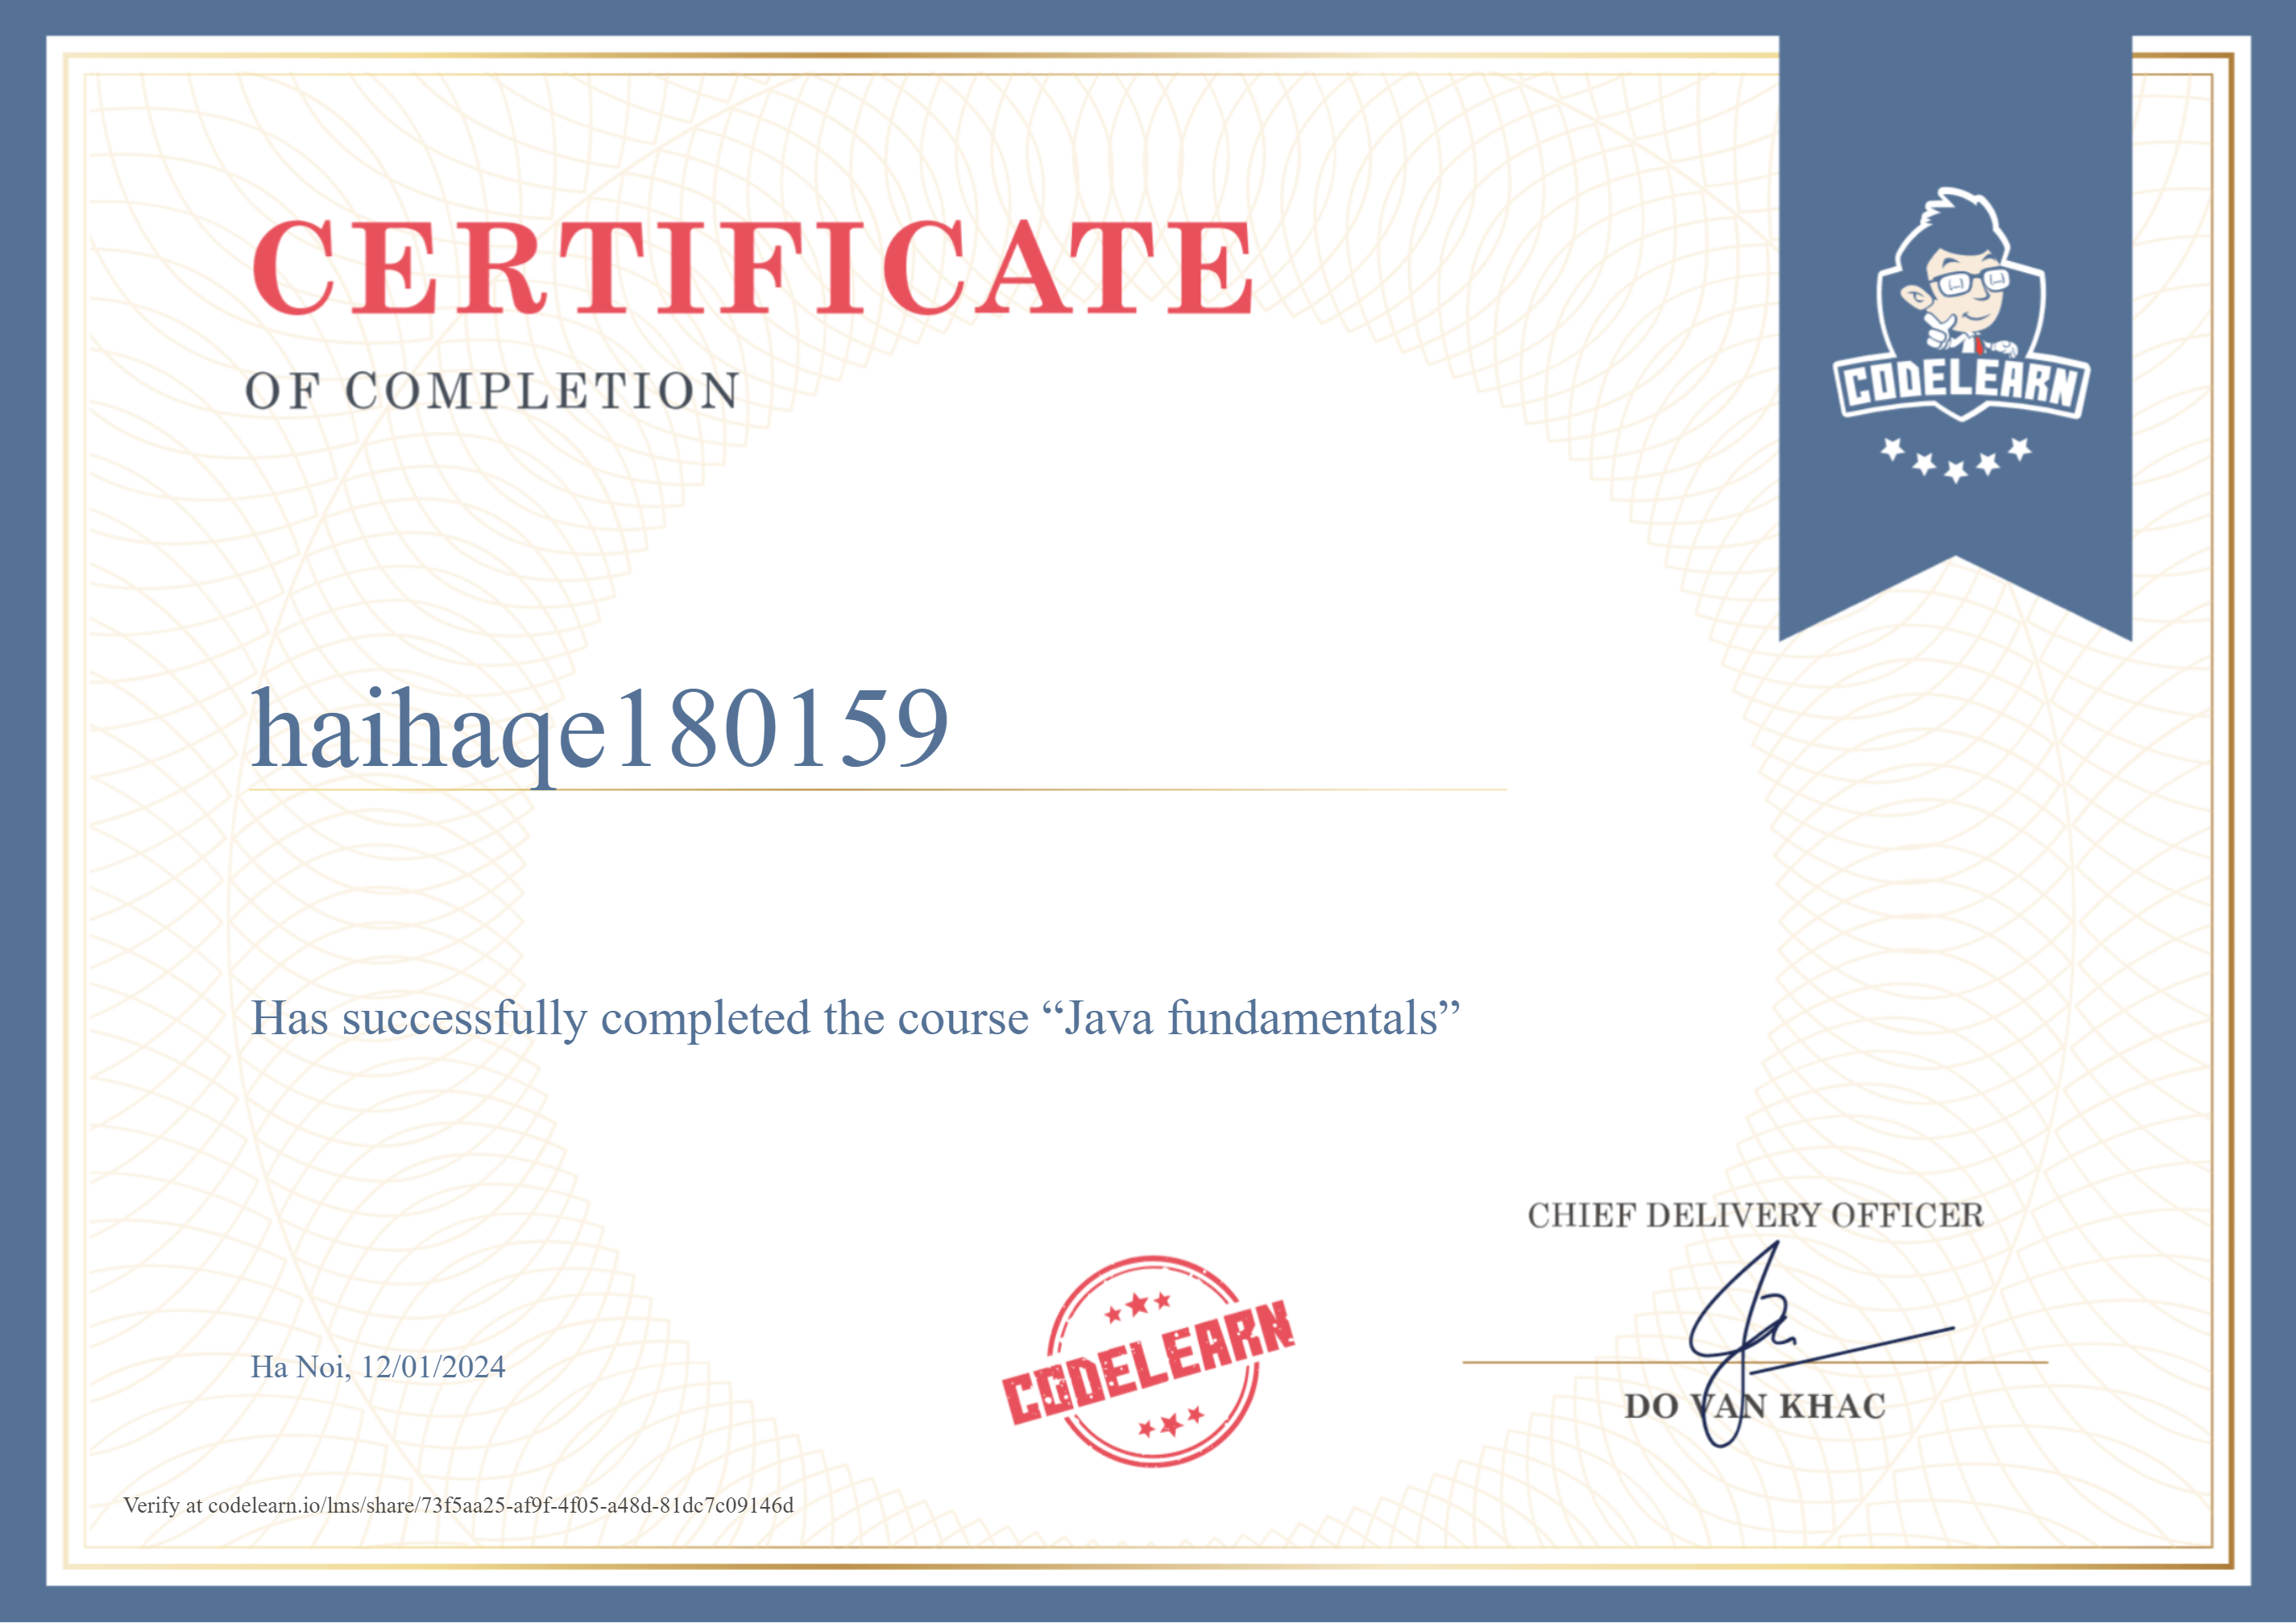 CERTIFICATE
OF COMPLETION
CODELEARN
haihaqe180159
Has successfully completed the course “Java fundamentals”
CHIEF DELIVERY OFFICER
CODELEARN
Ha Noi, 12/01/2024
DO VAN KHAC
Verify at codelearn.io/lms/share/73f5aa25-af9f-4f05-a48d-81dc7c09146d